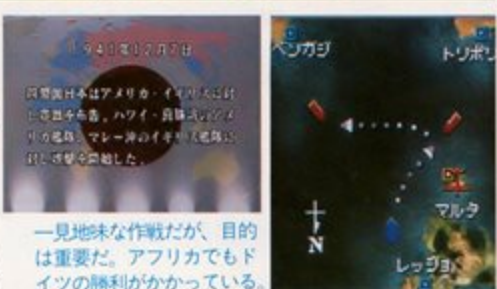 1941年12月7日
同盟国日本はアメリカ・イギリスに対
し宣戦を布告。ハワイ・真珠湾のアメ
リカ艦隊、マレー沖のイギリス艦隊に
対し攻撃を開始した。
一見地味な作戦だが、目的
は重要だ。アフリカでもド
イツの勝利がかかっている。
ベンガジ
トリポリ
マルタ
N
レッジョ